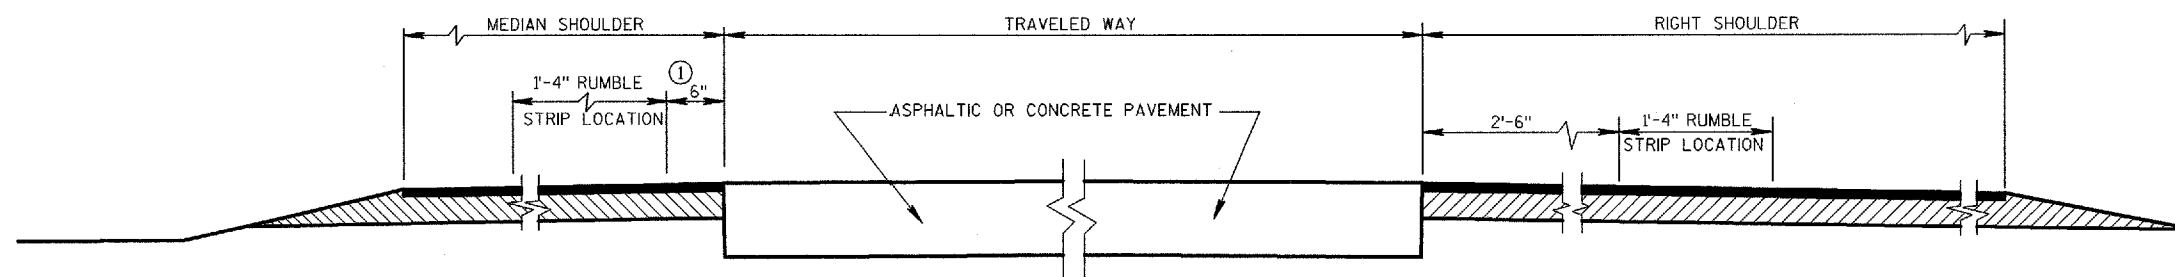 MEDIAN SHOULDER
TRAVELED WAY
RIGHT SHOULDER
1'-4" RUMBLE
STRIP LOCATION
1
6"
ASPHALTIC OR CONCRETE PAVEMENT
2'-6"
1'-4" RUMBLE
STRIP LOCATION